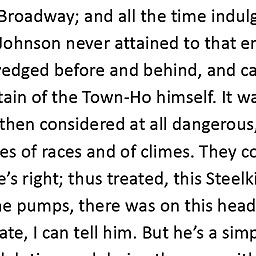 Broadway; and all the time indulg
Johnson never attained to that en
edged before and behind, and ca
tain of the Town-Ho himself. It wa
then considered at all dangerous,
es of races and of climes. They co
e's right; thus treated, this Steelki
e pumps, there was on this head
ate, I can tell him. But he's a simp